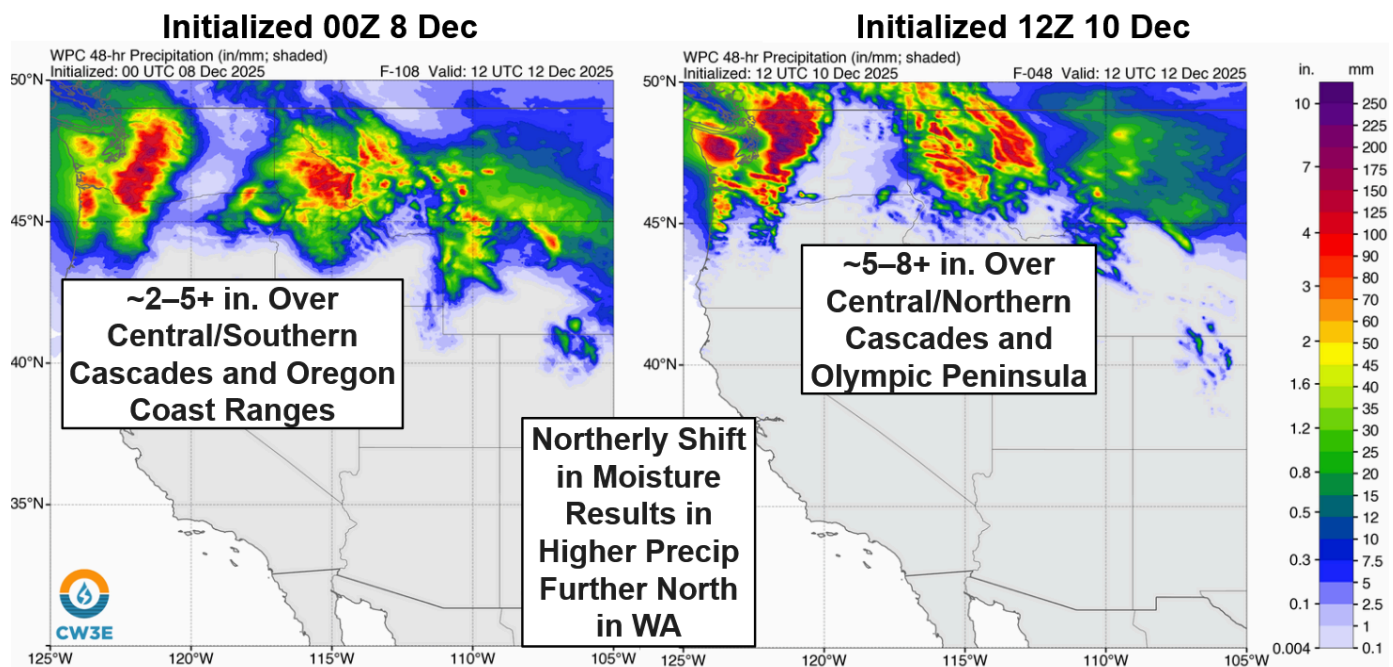 Initialized 00Z 8 Dec
Initialized 12Z 10 Dec
WPC 48-hr Precipitation (in/mm; shaded)
Initialized: 00 UTC 08 Dec 2025
F-108 Valid: 12 UTC 12 Dec 2025
WPC 48-hr Precipitation (in/mm; shaded)
Initialized: 12 UTC 10 Dec 2025
F-048 Valid: 12 UTC 12 Dec 2025
50°N
45°N
40°N
~2–5+ in. Over
Central/Southern
Cascades and Oregon
Coast Ranges
35°N
CW3E
125°W
120°W
115°W
110°W
105°W
Northerly Shift
in Moisture
Results in
Higher Precip
Further North
in WA
50°N
45°N
40°N
~5–8+ in. Over
Central/Northern
Cascades and
Olympic Peninsula
125°W
120°W
115°W
110°W
105°W
in.
mm
10
7
4
3
2
1.6
1.2
0.8
0.5
0.3
0.1
0.004
250
225
200
175
150
125
100
90
80
70
60
50
45
40
35
30
25
20
15
12
10
7.5
5
2.5
1
0.1